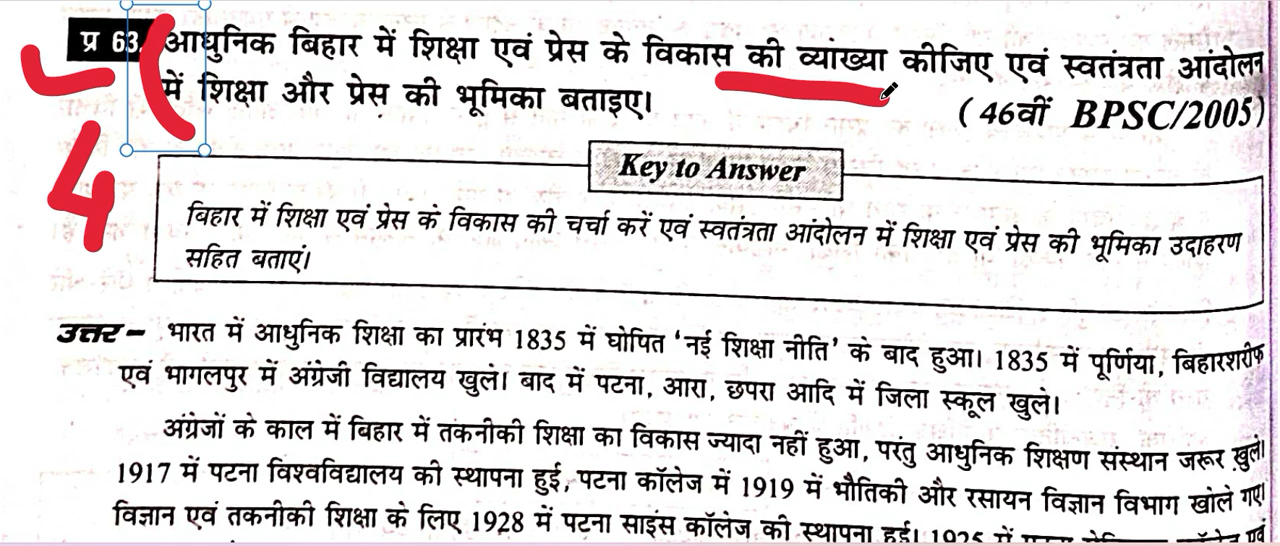 प्र 63. आधुनिक बिहार में शिक्षा एवं प्रेस के विकास की व्यांख्या कीजिए एवं स्वतंत्रता आंदोलन
में शिक्षा और प्रेस की भूमिका बताइए।
(46वीं BPSC/2005)
4
Key to Answer
बिहार में शिक्षा एवं प्रेस के विकास की चर्चा करें एवं स्वतंत्रता आंदोलन में शिक्षा एवं प्रेस की भूमिका उदाहरण
सहित बताएं।
उत्तर– भारत में आधुनिक शिक्षा का प्रारंभ 1835 में घोषित ‘नई शिक्षा नीति’ के बाद हुआ। 1835 में पूर्णिया, बिहारशरीफ
एवं भागलपुर में अंग्रेजी विद्यालय खुले। बाद में पटना, आरा, छपरा आदि में जिला स्कूल खुले।
अंग्रेजों के काल में बिहार में तकनीकी शिक्षा का विकास ज्यादा नहीं हुआ, परंतु आधुनिक शिक्षण संस्थान जरूर खुले।
1917 में पटना विश्वविद्यालय की स्थापना हुई, पटना कॉलेज में 1919 में भौतिकी और रसायन विज्ञान विभाग खोले गए।
विज्ञान एवं तकनीकी शिक्षा के लिए 1928 में पटना साइंस कॉलेज की स्थापना हुई। 1925 में